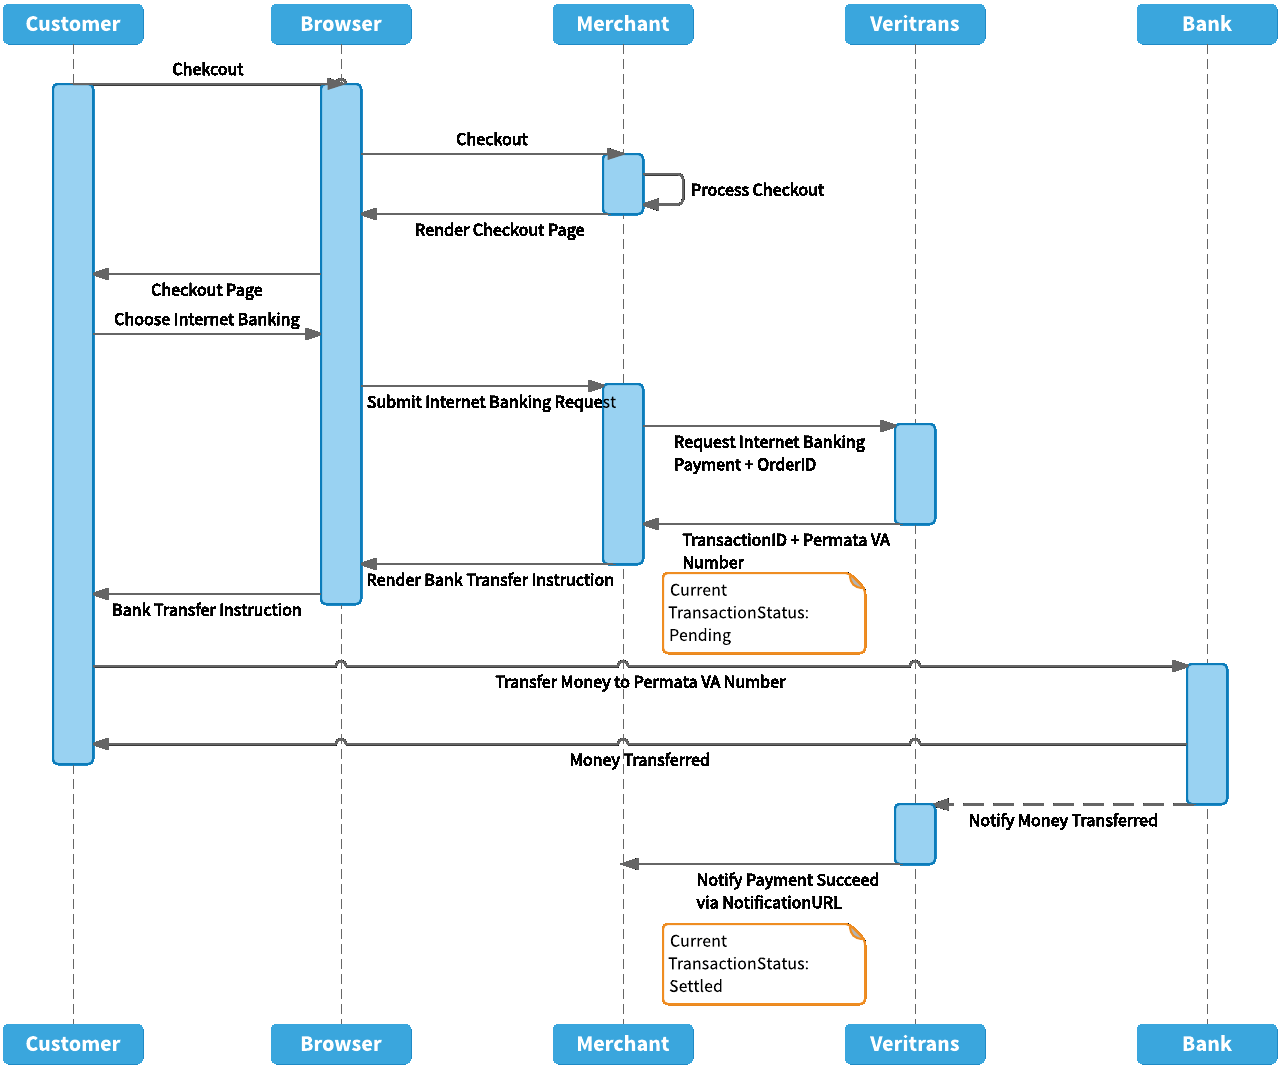 Customer
Browser
Merchant
Veritrans
Bank
Chekcout
Checkout
Process Checkout
Render Checkout Page
Checkout Page
Choose Internet Banking
Submit Internet Banking Request
Request Internet Banking
Payment + OrderID
TransactionID + Permata VA
Number
Render Bank Transfer Instruction
Current
TransactionStatus:
Pending
Bank Transfer Instruction
Transfer Money to Permata VA Number
Money Transferred
Notify Money Transferred
Notify Payment Succeed
via NotificationURL
Current
TransactionStatus:
Settled
Customer
Browser
Merchant
Veritrans
Bank